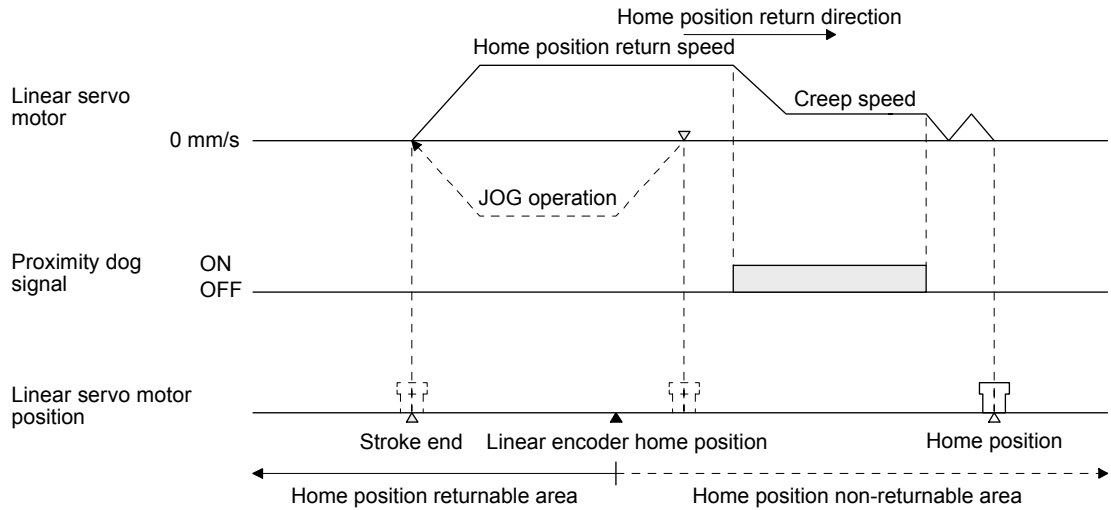 Home position return direction
Home position return speed
Linear servo
motor
Creep speed
0 mm/s
JOG operation
Proximity dog
signal
ON
OFF
Linear servo motor
position
Stroke end
Linear encoder home position
Home position
Home position returnable area
Home position non-returnable area